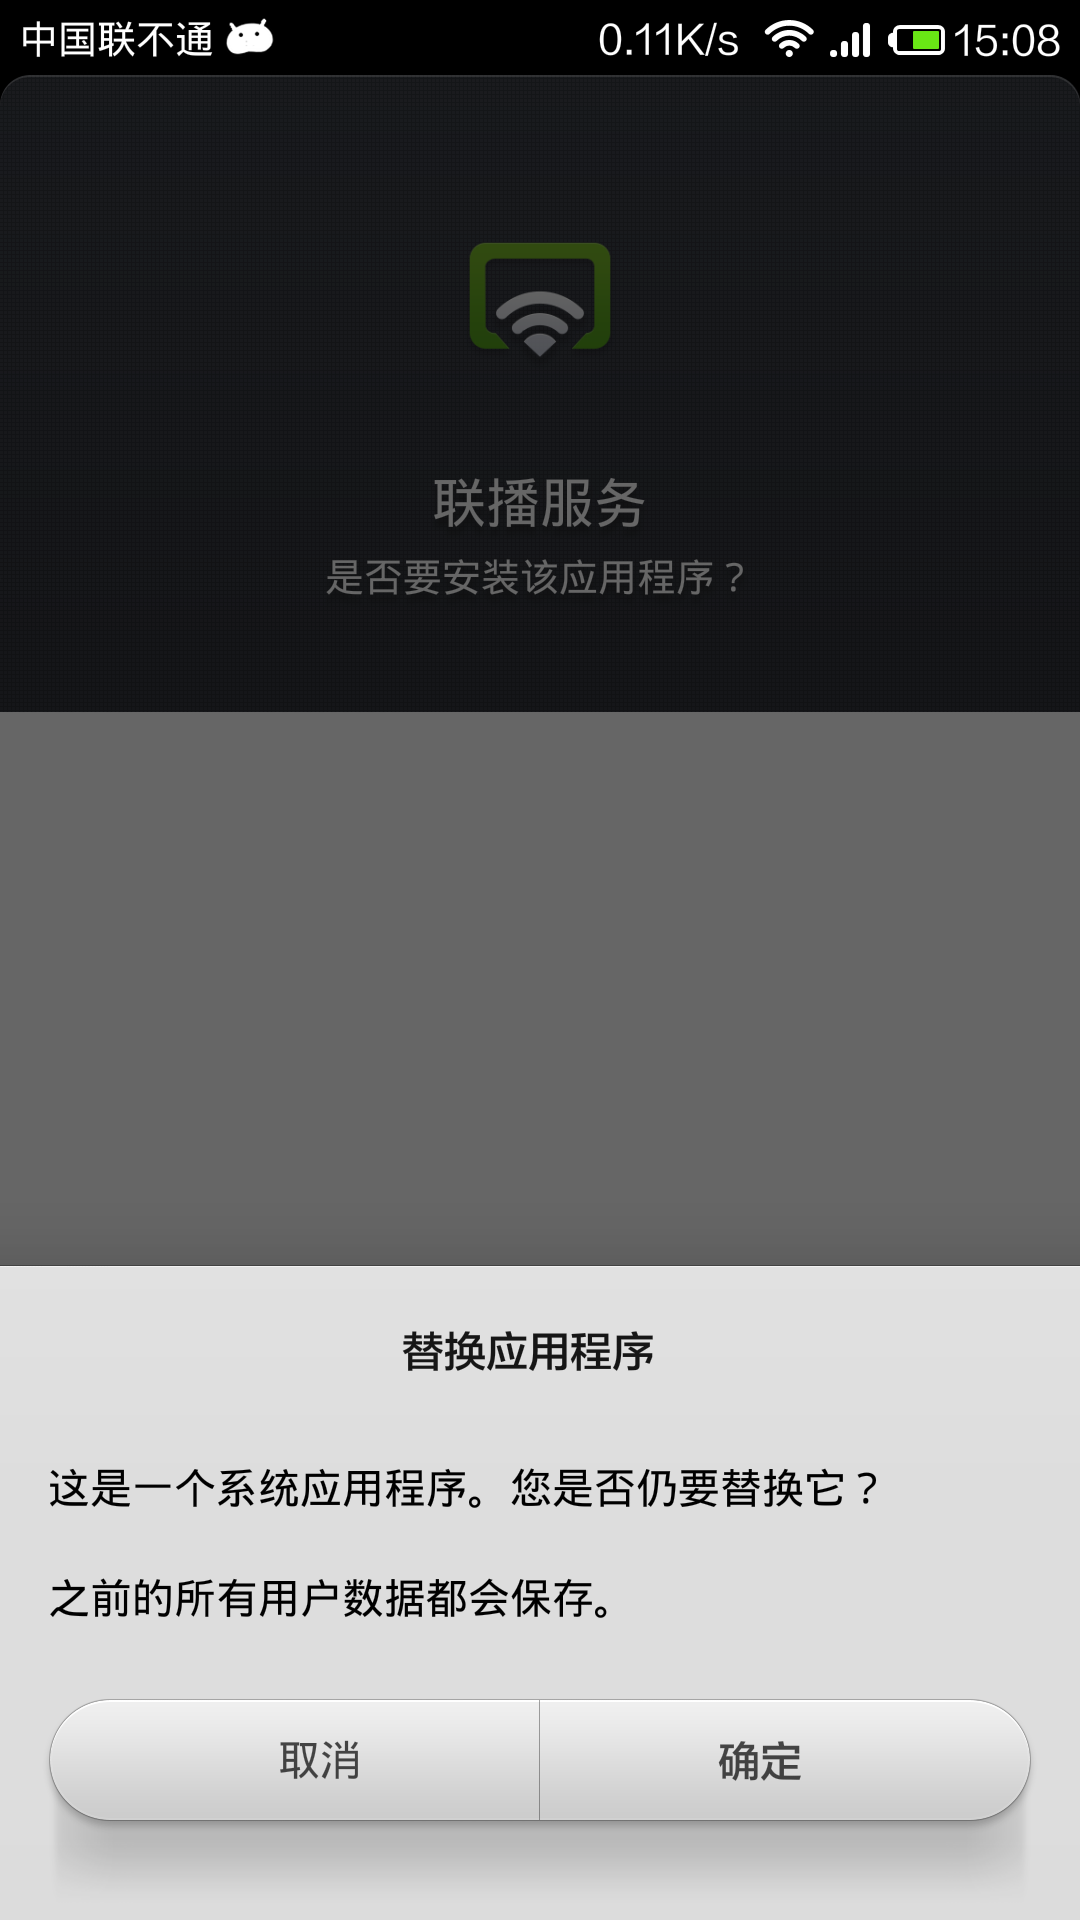 中国联不通 0.11K/s 15:08
联播服务
是否要安装该应用程序？
替换应用程序
这是一个系统应用程序。您是否仍要替换它？
之前的所有用户数据都会保存。
取消 确定